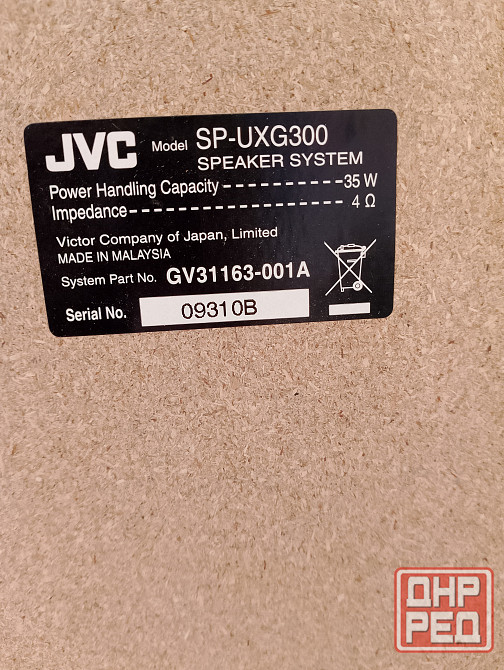 JVC Model SP-UXG300
SPEAKER SYSTEM
Power Handling Capacity ------------35 W
Impedance------------------------ 4 Ω
Victor Company of Japan, Limited
MADE IN MALAYSIA
System Part No. GV31163-001A
Serial No. 09310B
ДНР
РЕД